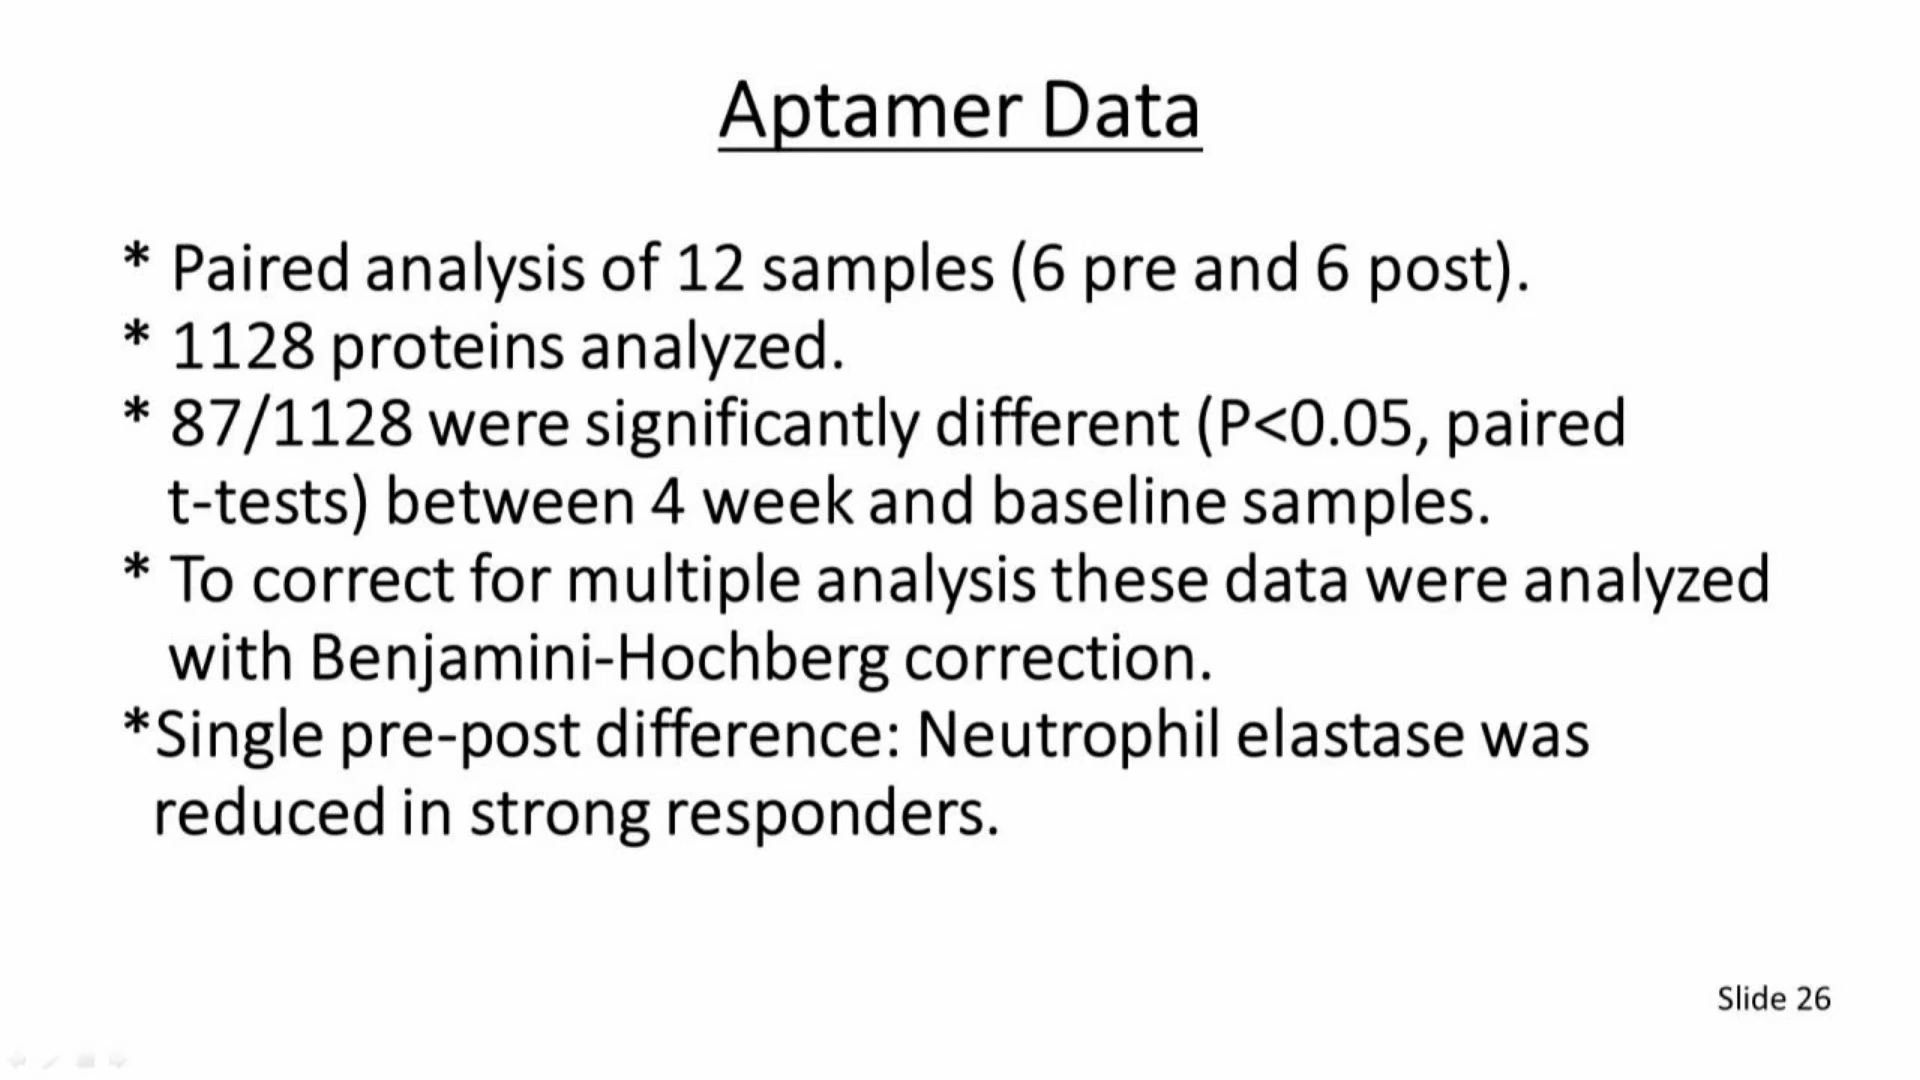 Aptamer Data
* Paired analysis of 12 samples (6 pre and 6 post).
* 1128 proteins analyzed.
* 87/1128 were significantly different (P<0.05, paired
t-tests) between 4 week and baseline samples.
* To correct for multiple analysis these data were analyzed
with Benjamini-Hochberg correction.
*Single pre-post difference: Neutrophil elastase was
reduced in strong responders.
Slide 26